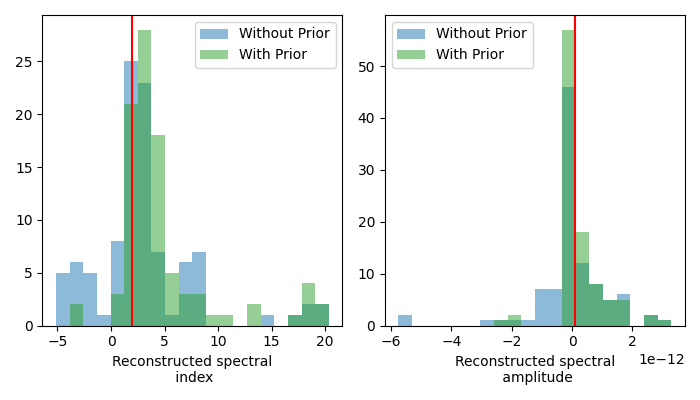 Without Prior
With Prior
25
20
15
10
5
0
−5
0
5
10
15
20
Reconstructed spectral
index
Without Prior
With Prior
50
40
30
20
10
0
−6
−4
−2
0
2
1e−12
Reconstructed spectral
amplitude